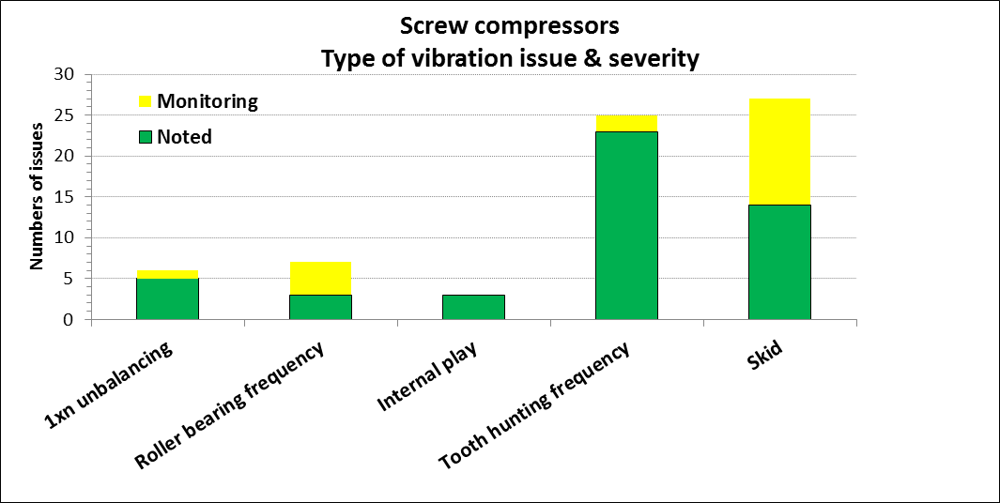 Screw compressors
Type of vibration issue & severity
Numbers of issues
30
25
20
15
10
5
0
Monitoring
Noted
1xn unbalancing
Roller bearing frequency
Internal play
Tooth hunting frequency
Skid